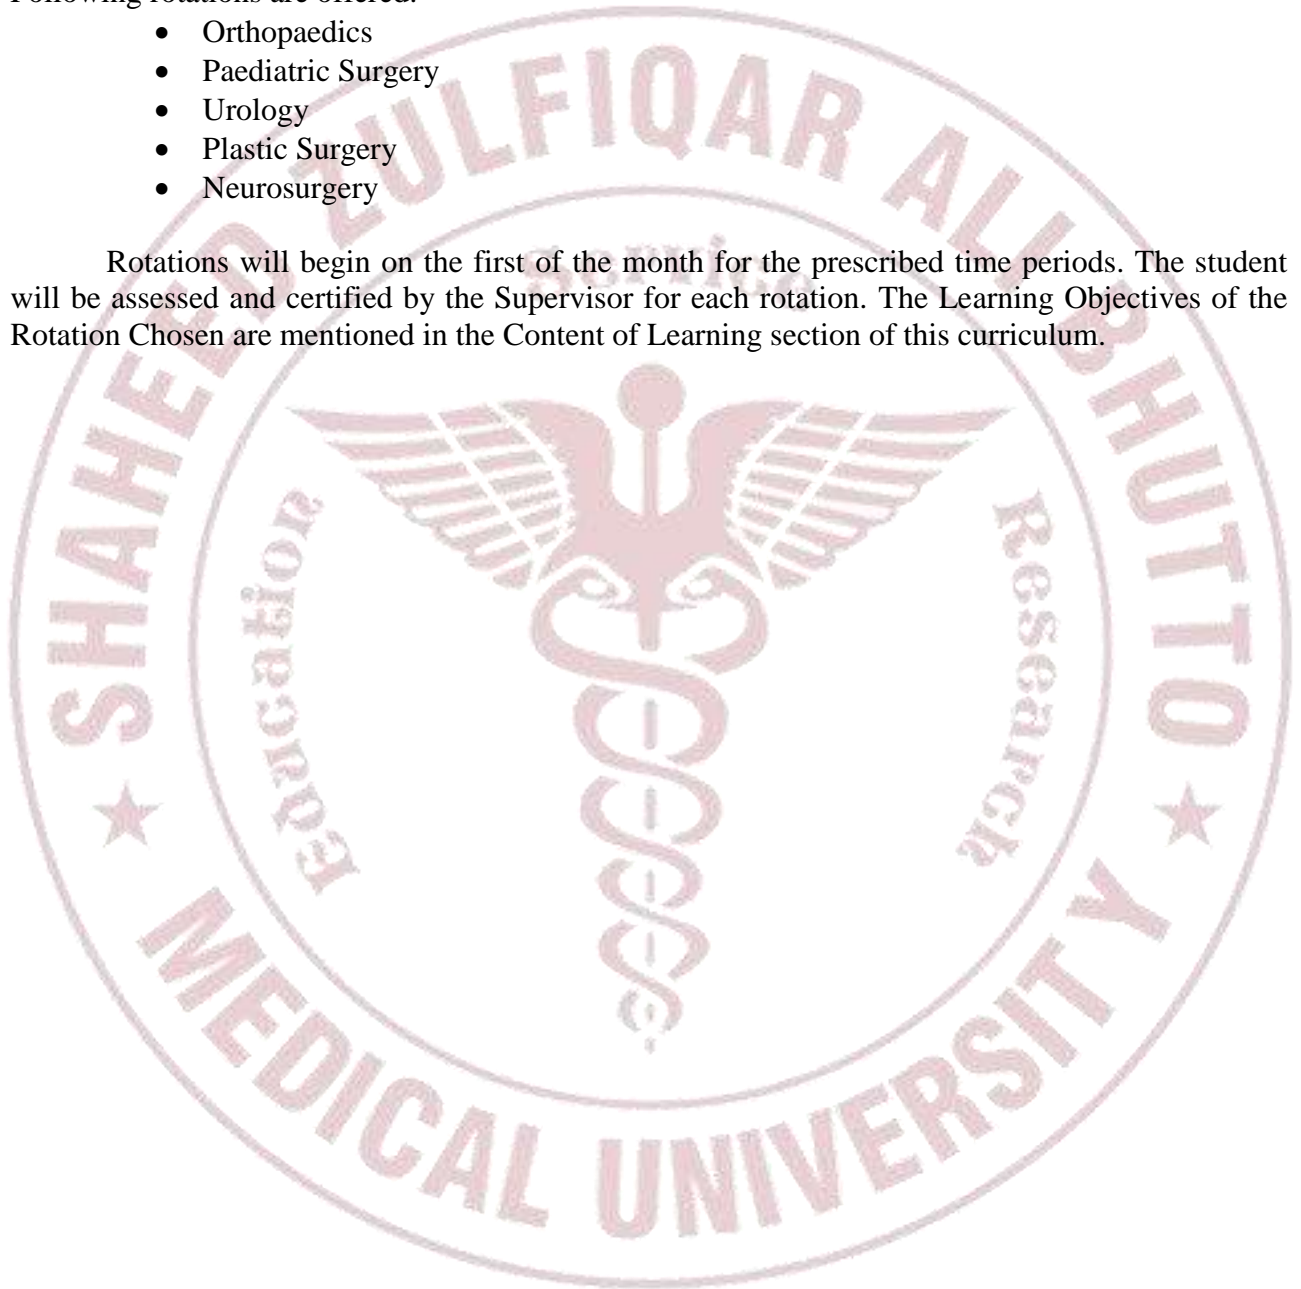 Following rotations are offered:
• Orthopaedics
• Paediatric Surgery
• Urology
• Plastic Surgery
• Neurosurgery
Rotations will begin on the first of the month for the prescribed time periods. The student
will be assessed and certified by the Supervisor for each rotation. The Learning Objectives of the
Rotation Chosen are mentioned in the Content of Learning section of this curriculum.
SHAHEED ZULFIQAR ALI BHUTTO
Service
Education
Research
★ MEDICAL UNIVERSITY ★